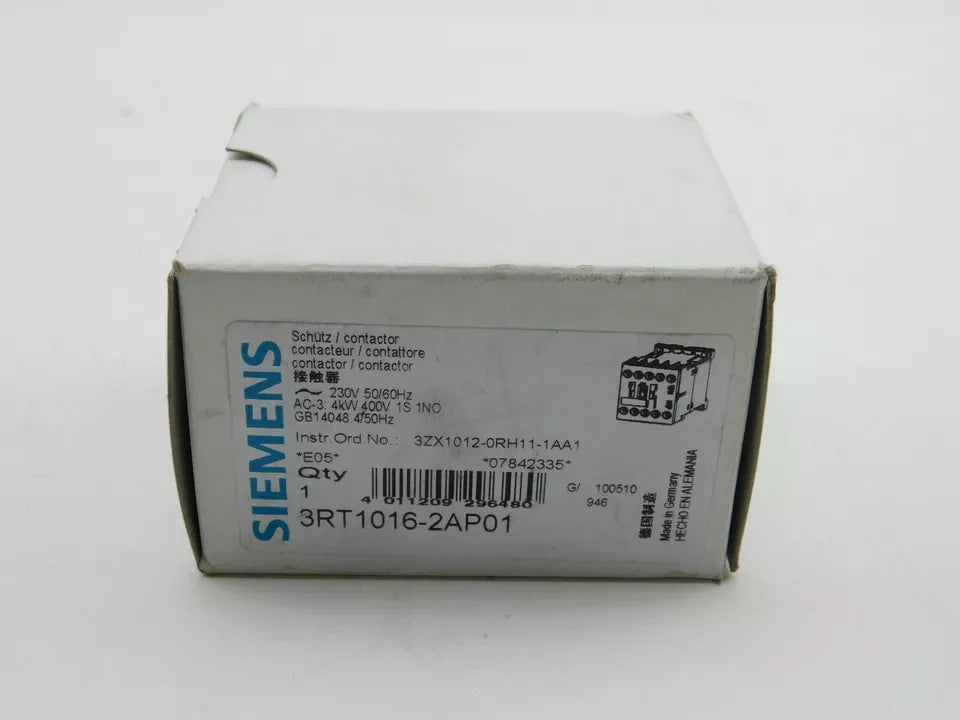 SIEMENS
Schütz / contactor
contacteur / contattore
contactor / contactor
接触器
~ 230V 50/60Hz
AC-3. 4kW 400V 1S 1NO
GB14048.4/50Hz
Instr.Ord.No.: 3ZX1012-0RH11-1AA1
*E05* *07842335*
Qty
1
4 011209 296480
G/ 100510
946
3RT1016-2AP01
德国制造
Made in Germany
HECHO EN ALEMANIA